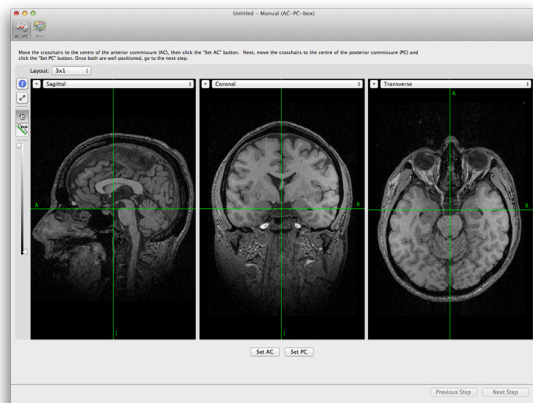 Untitled – Manual (AC-PC-box)
AC/PC Box
Move the crosshairs to the centre of the anterior commissure (AC), then click the "Set AC" button. Next, move the crosshairs to the centre of the posterior commissure (PC) and
click the "Set PC" button. Once both are well positioned, go to the next step.
Layout: 3x1
Sagittal Coronal Transverse
A
A R R
I I
Set AC Set PC
Previous Step Next Step